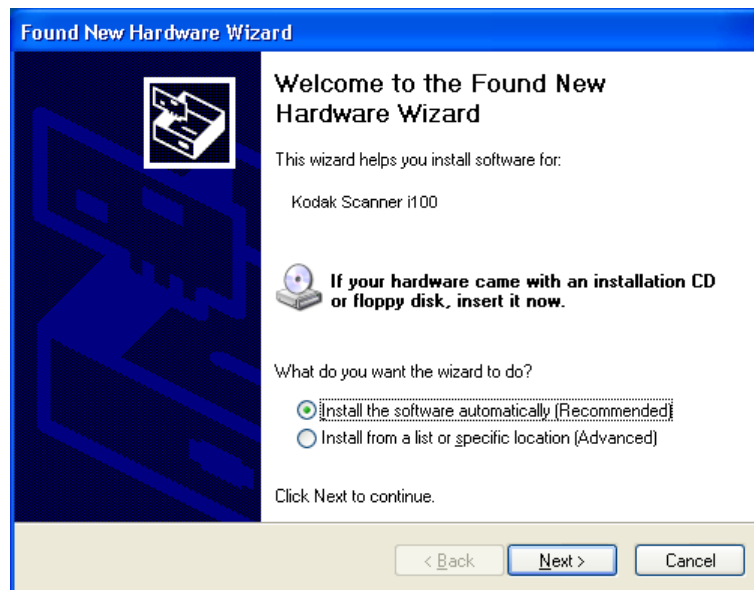 Found New Hardware Wizard
Welcome to the Found New
Hardware Wizard
This wizard helps you install software for:
Kodak Scanner i100
If your hardware came with an installation CD
or floppy disk, insert it now.
What do you want the wizard to do?
Install the software automatically (Recommended)
Install from a list or specific location (Advanced)
Click Next to continue.
< Back
Next >
Cancel